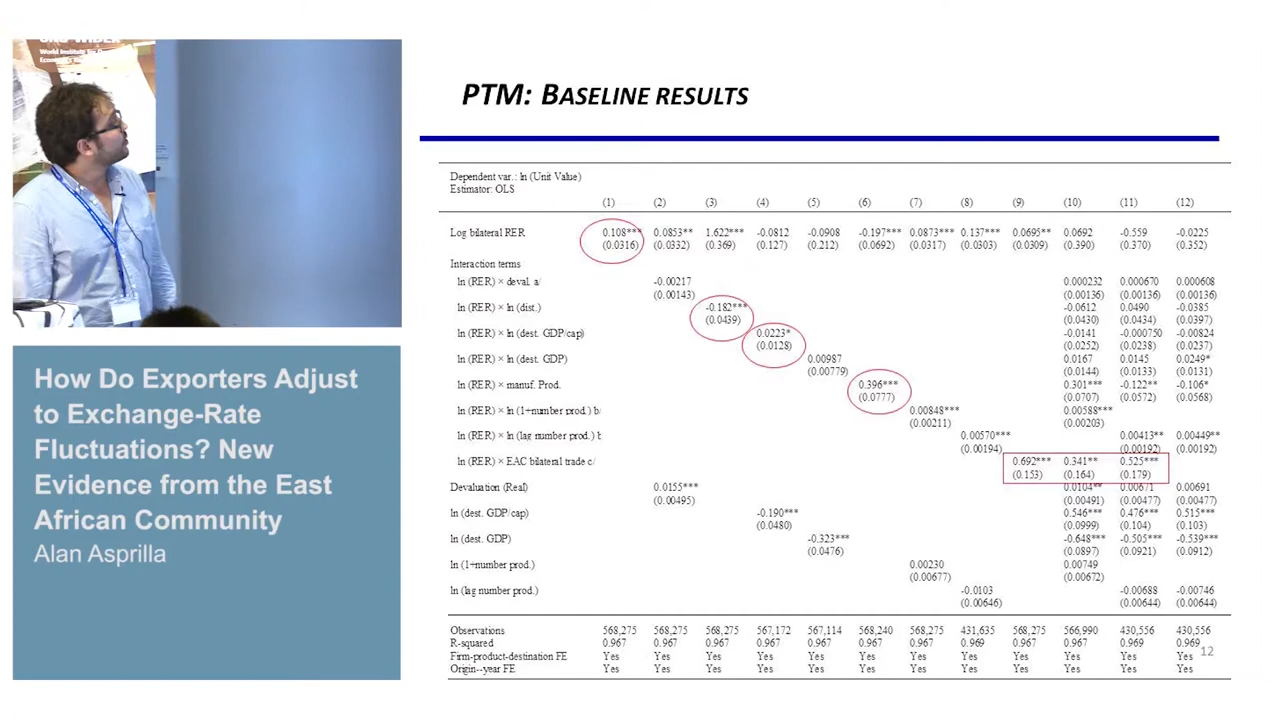 World Institute for
PTM: BASELINE RESULTS
Dependent var.: ln (Unit Value)
Estimator: OLS
(1) (2) (3) (4) (5) (6) (7) (8) (9) (10) (11) (12)
Log bilateral RER 0.108*** 0.0853** 1.622*** -0.0812 -0.0908 -0.197*** 0.0873*** 0.137*** 0.0695** 0.0692 -0.559 -0.0225
(0.0316) (0.0332) (0.369) (0.127) (0.212) (0.0692) (0.0317) (0.0303) (0.0309) (0.390) (0.370) (0.352)
Interaction terms
ln (RER) × deval. a/ -0.00217 0.000232 0.000670 0.000608
(0.00143) (0.00136) (0.00136) (0.00136)
ln (RER) × ln (dist.) -0.182*** -0.0612 0.0490 -0.0385
(0.0439) (0.0430) (0.0434) (0.0397)
ln (RER) × ln (dest. GDP/cap) 0.0223* -0.0141 -0.000750 -0.00824
(0.0128) (0.0252) (0.0238) (0.0237)
ln (RER) × ln (dest. GDP) 0.00987 0.0167 0.0145 0.0249*
(0.00779) (0.0144) (0.0133) (0.0131)
ln (RER) × manuf. Prod. 0.396*** 0.301*** -0.122** -0.106*
(0.0777) (0.0707) (0.0572) (0.0568)
ln (RER) × ln (1+number prod.) b/ 0.00848*** 0.00588***
(0.00211) (0.00203)
ln (RER) × ln (lag number prod.) b 0.00570*** 0.00413** 0.00449**
(0.00194) (0.00192) (0.00192)
ln (RER) × EAC bilateral trade c/ 0.692*** 0.341** 0.525***
(0.153) (0.164) (0.179)
Devaluation (Real) 0.0155*** 0.0104** 0.00671 0.00691
(0.00495) (0.00491) (0.00477) (0.00477)
ln (dest. GDP/cap) -0.190*** 0.546*** 0.476*** 0.515***
(0.0480) (0.0999) (0.104) (0.103)
ln (dest. GDP) -0.323*** -0.648*** -0.505*** -0.539***
(0.0476) (0.0897) (0.0921) (0.0912)
ln (1+number prod.) 0.00230 0.00749
(0.00677) (0.00672)
ln (lag number prod.) -0.0103 -0.00688 -0.00746
(0.00646) (0.00644) (0.00644)
Observations 568,275 568,275 568,275 567,172 567,114 568,240 568,275 431,635 568,275 566,990 430,556 430,556
R-squared 0.967 0.967 0.967 0.967 0.967 0.967 0.967 0.969 0.967 0.967 0.969 0.969
Firm-product-destination FE Yes Yes Yes Yes Yes Yes Yes Yes Yes Yes Yes Yes
Origin--year FE Yes Yes Yes Yes Yes Yes Yes Yes Yes Yes Yes Yes
12
How Do Exporters Adjust
to Exchange-Rate
Fluctuations? New
Evidence from the East
African Community
Alan Asprilla